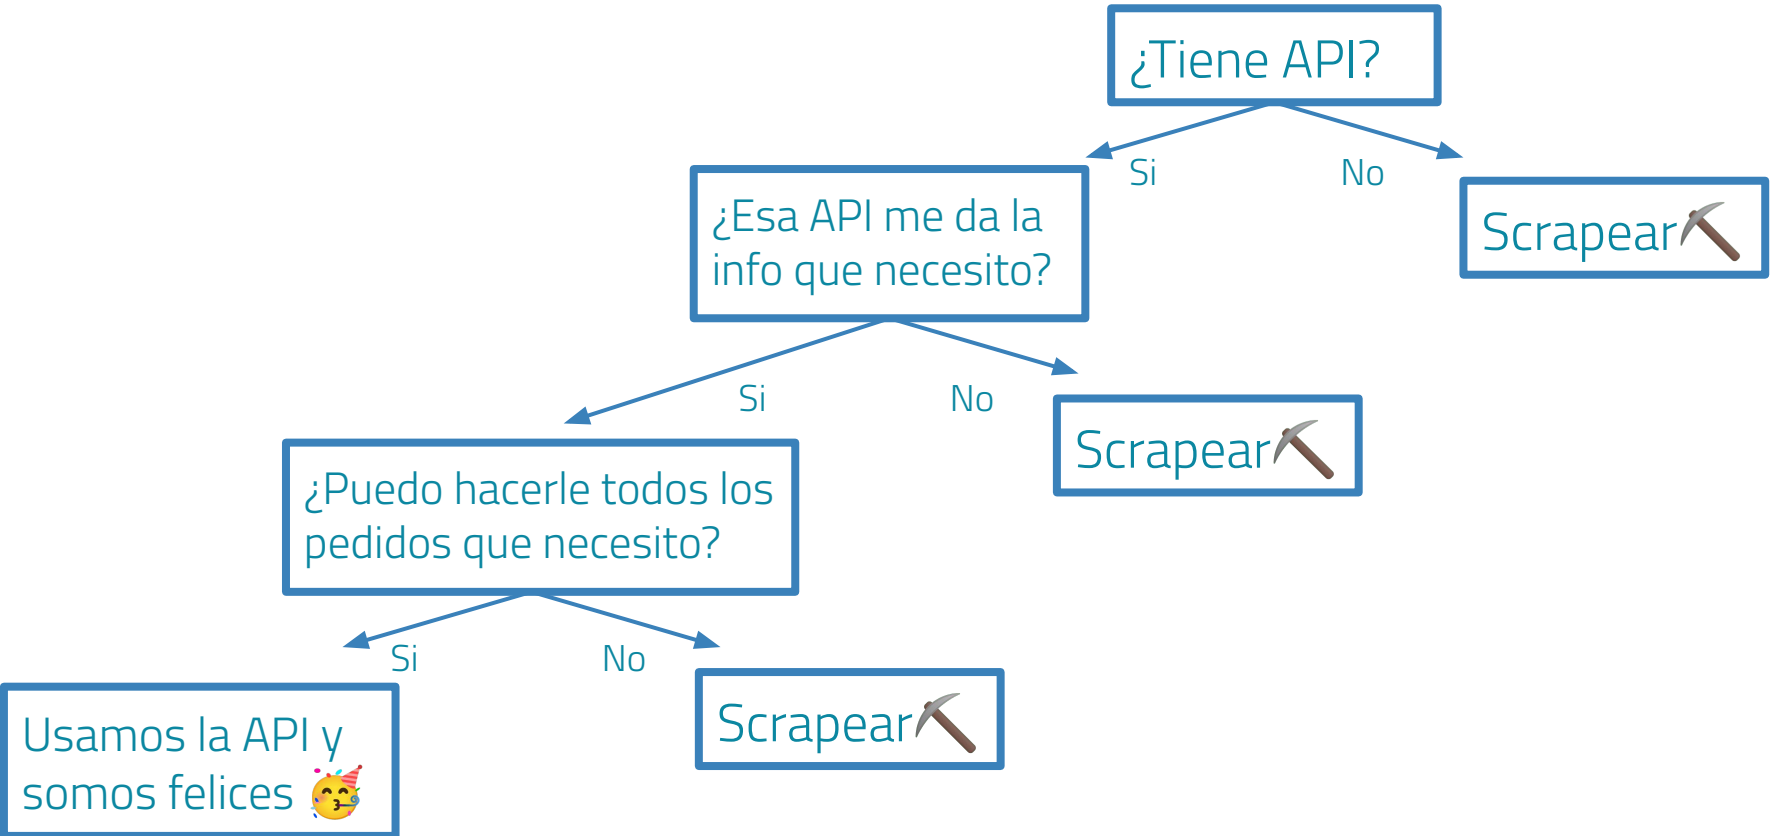 ¿Tiene API?
Si
No
¿Esa API me da la
info que necesito?
Scrapear
Si
No
Scrapear
¿Puedo hacerle todos los
pedidos que necesito?
Si
No
Scrapear
Usamos la API y
somos felices